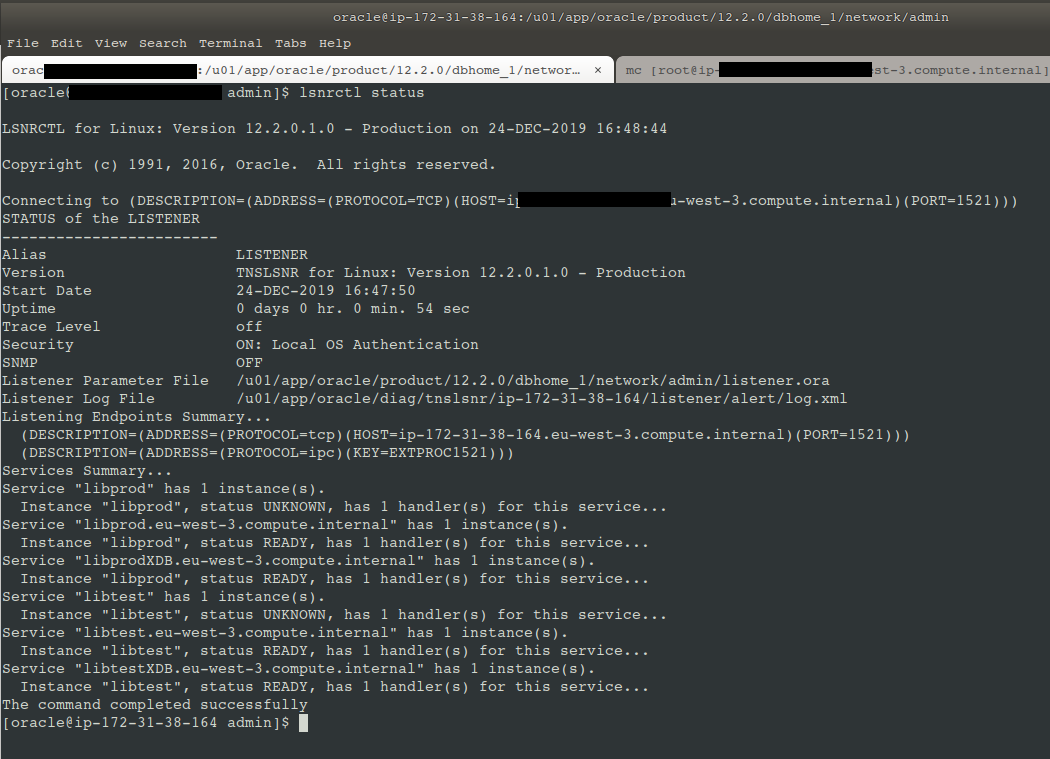 oracle@ip-172-31-38-164:/u01/app/oracle/product/12.2.0/dbhome_1/network/admin
File Edit View Search Terminal Tabs Help
orac :/u01/app/oracle/product/12.2.0/dbhome_1/networ... × mc [root@ip- st-3.compute.internal]
[oracle@ admin]$ lsnrctl status
LSNRCTL for Linux: Version 12.2.0.1.0 - Production on 24-DEC-2019 16:48:44
Copyright (c) 1991, 2016, Oracle.  All rights reserved.
Connecting to (DESCRIPTION=(ADDRESS=(PROTOCOL=TCP)(HOST=ip u-west-3.compute.internal)(PORT=1521)))
STATUS of the LISTENER
------------------------
Alias                     LISTENER
Version                   TNSLSNR for Linux: Version 12.2.0.1.0 - Production
Start Date                24-DEC-2019 16:47:50
Uptime                    0 days 0 hr. 0 min. 54 sec
Trace Level               off
Security                  ON: Local OS Authentication
SNMP                      OFF
Listener Parameter File   /u01/app/oracle/product/12.2.0/dbhome_1/network/admin/listener.ora
Listener Log File         /u01/app/oracle/diag/tnslsnr/ip-172-31-38-164/listener/alert/log.xml
Listening Endpoints Summary...
  (DESCRIPTION=(ADDRESS=(PROTOCOL=tcp)(HOST=ip-172-31-38-164.eu-west-3.compute.internal)(PORT=1521)))
  (DESCRIPTION=(ADDRESS=(PROTOCOL=ipc)(KEY=EXTPROC1521)))
Services Summary...
Service "libprod" has 1 instance(s).
  Instance "libprod", status UNKNOWN, has 1 handler(s) for this service...
Service "libprod.eu-west-3.compute.internal" has 1 instance(s).
  Instance "libprod", status READY, has 1 handler(s) for this service...
Service "libprodXDB.eu-west-3.compute.internal" has 1 instance(s).
  Instance "libprod", status READY, has 1 handler(s) for this service...
Service "libtest" has 1 instance(s).
  Instance "libtest", status UNKNOWN, has 1 handler(s) for this service...
Service "libtest.eu-west-3.compute.internal" has 1 instance(s).
  Instance "libtest", status READY, has 1 handler(s) for this service...
Service "libtestXDB.eu-west-3.compute.internal" has 1 instance(s).
  Instance "libtest", status READY, has 1 handler(s) for this service...
The command completed successfully
[oracle@ip-172-31-38-164 admin]$